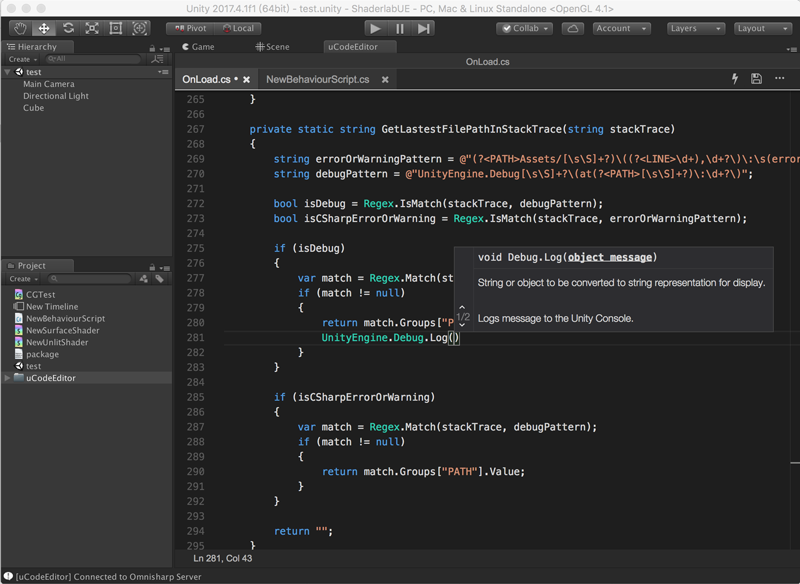 Unity 2017.4.1f1 (64bit) - test.unity - ShaderlabUE - PC, Mac & Linux Standalone <OpenGL 4.1>
Pivot Local Collab Account Layers Layout
Hierarchy
Create All
test
Main Camera
Directional Light
Cube
Project
Create
CGTest
New Timeline
NewBehaviourScript
NewSurfaceShader
NewUnlitShader
package
test
uCodeEditor
Game Scene uCodeEditor
OnLoad.cs
OnLoad.cs • NewBehaviourScript.cs
265 }
266
267 private static string GetLastestFilePathInStackTrace(string stackTrace)
268 {
269 string errorOrWarningPattern = @"(?<PATH>Assets/[\s\S]+?)\((?<LINE>\d+),\d+?\)\:\s(error
270 string debugPattern = @"UnityEngine.Debug[\s\S]+?\(at(?<PATH>[\s\S]+?)\:\d+?\)";
271
272 bool isDebug = Regex.IsMatch(stackTrace, debugPattern);
273 bool isCSharpErrorOrWarning = Regex.IsMatch(stackTrace, errorOrWarningPattern);
274
275 if (isDebug)
276 {
277 var match = Regex.Match(st
278 if (match != null)
279 {
280 return match.Groups["P
281 UnityEngine.Debug.Log()
282 }
283 }
284
285 if (isCSharpErrorOrWarning)
286 {
287 var match = Regex.Match(stackTrace, debugPattern);
288 if (match != null)
289 {
290 return match.Groups["PATH"].Value;
291 }
292 }
293
294 return "";
295 }
void Debug.Log(object message)
String or object to be converted to string representation for display.
1/2
Logs message to the Unity Console.
Ln 281, Col 43
[uCodeEditor] Connected to Omnisharp Server